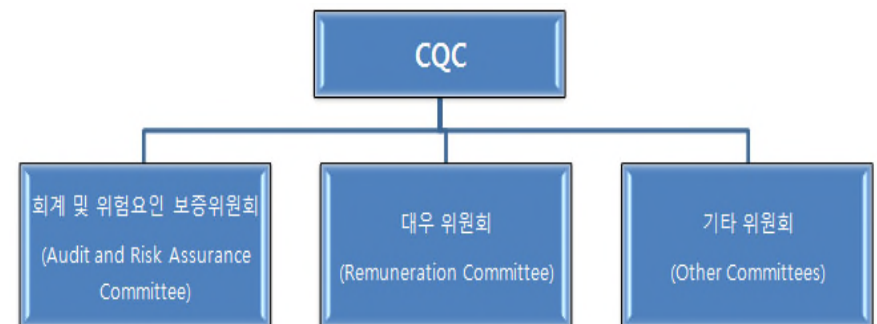 CQC
회계 및 위험요인 보증위원회
(Audit and Risk Assurance
Committee)
대우 위원회
(Remuneration Committee)
기타 위원회
(Other Committees)